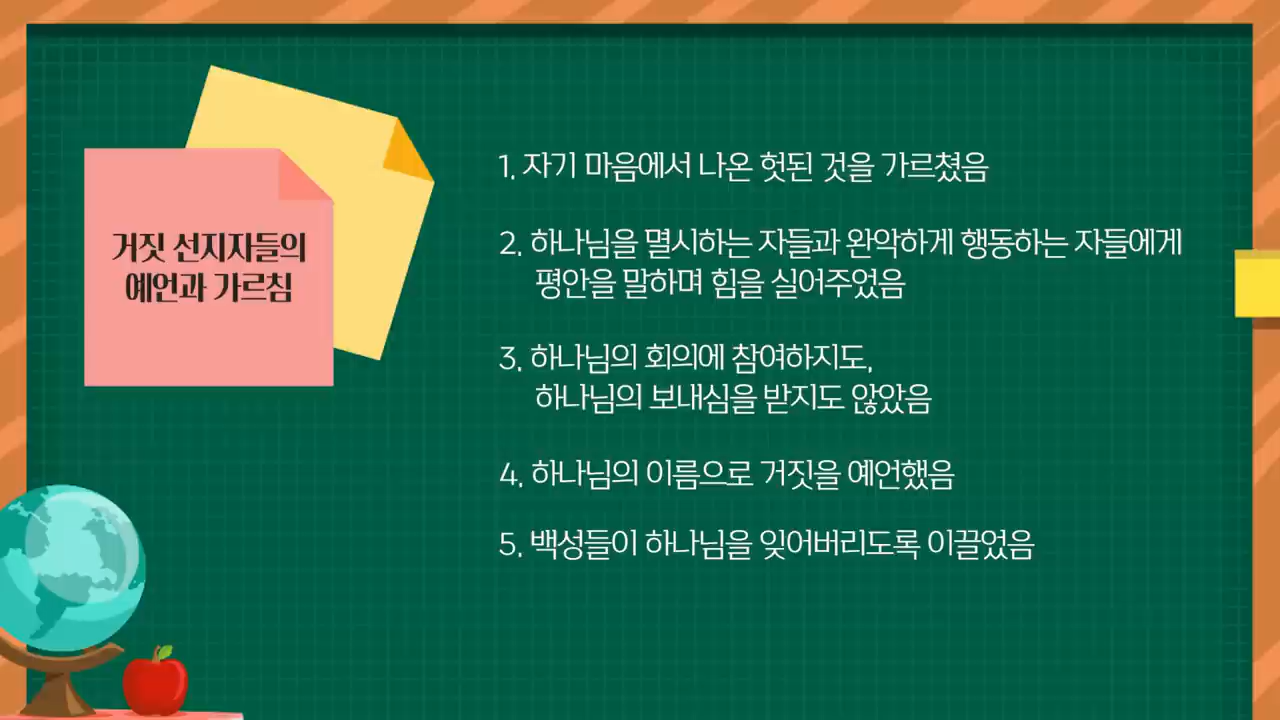 거짓 선지자들의
예언과 가르침
1. 자기 마음에서 나온 헛된 것을 가르쳤음
2. 하나님을 멸시하는 자들과 완악하게 행동하는 자들에게
평안을 말하며 힘을 실어주었음
3. 하나님의 회의에 참여하지도,
하나님의 보내심을 받지도 않았음
4. 하나님의 이름으로 거짓을 예언했음
5. 백성들이 하나님을 잊어버리도록 이끌었음